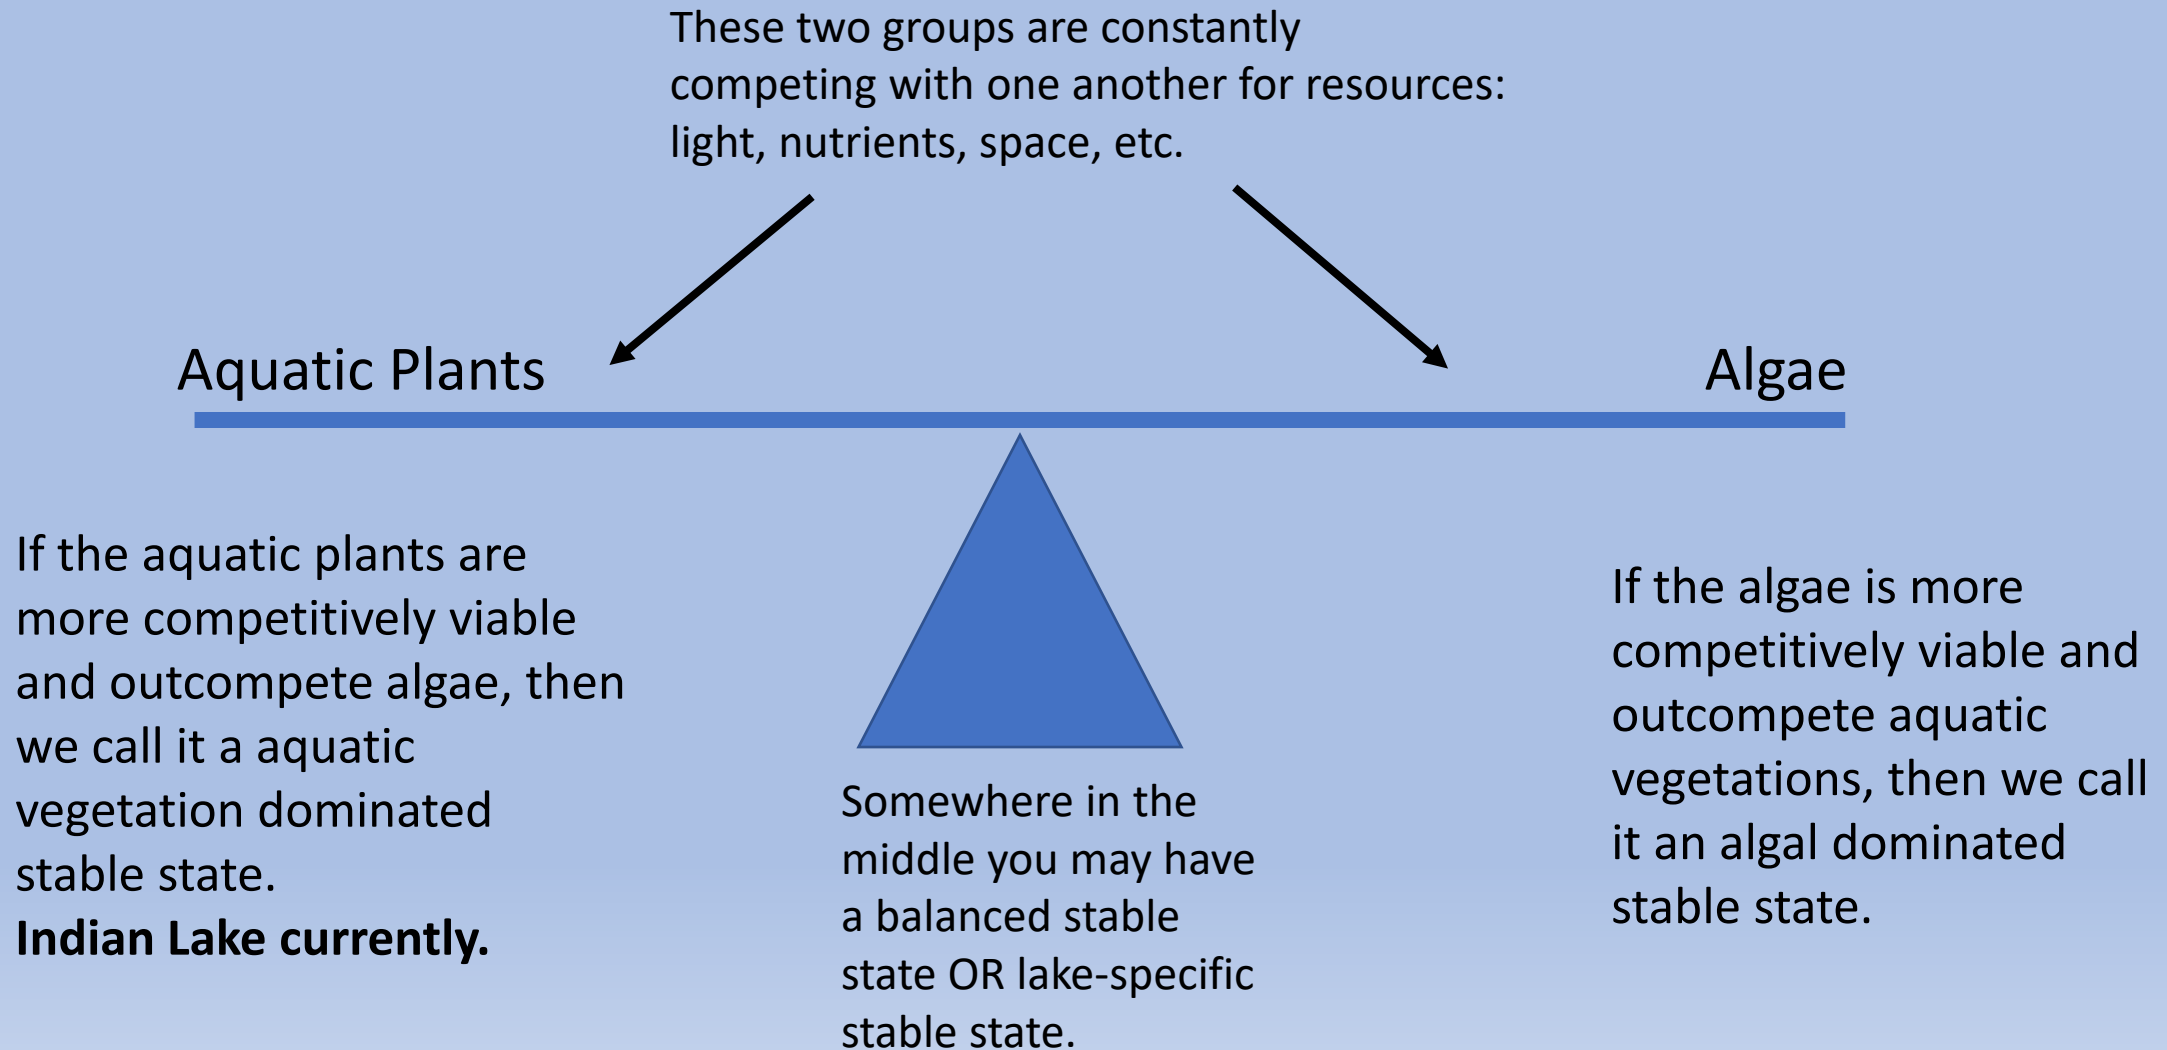 These two groups are constantly
competing with one another for resources:
light, nutrients, space, etc.
Aquatic Plants
Algae
If the aquatic plants are
more competitively viable
and outcompete algae, then
we call it a aquatic
vegetation dominated
stable state.
Indian Lake currently.
Somewhere in the
middle you may have
a balanced stable
state OR lake-specific
stable state.
If the algae is more
competitively viable and
outcompete aquatic
vegetations, then we call
it an algal dominated
stable state.